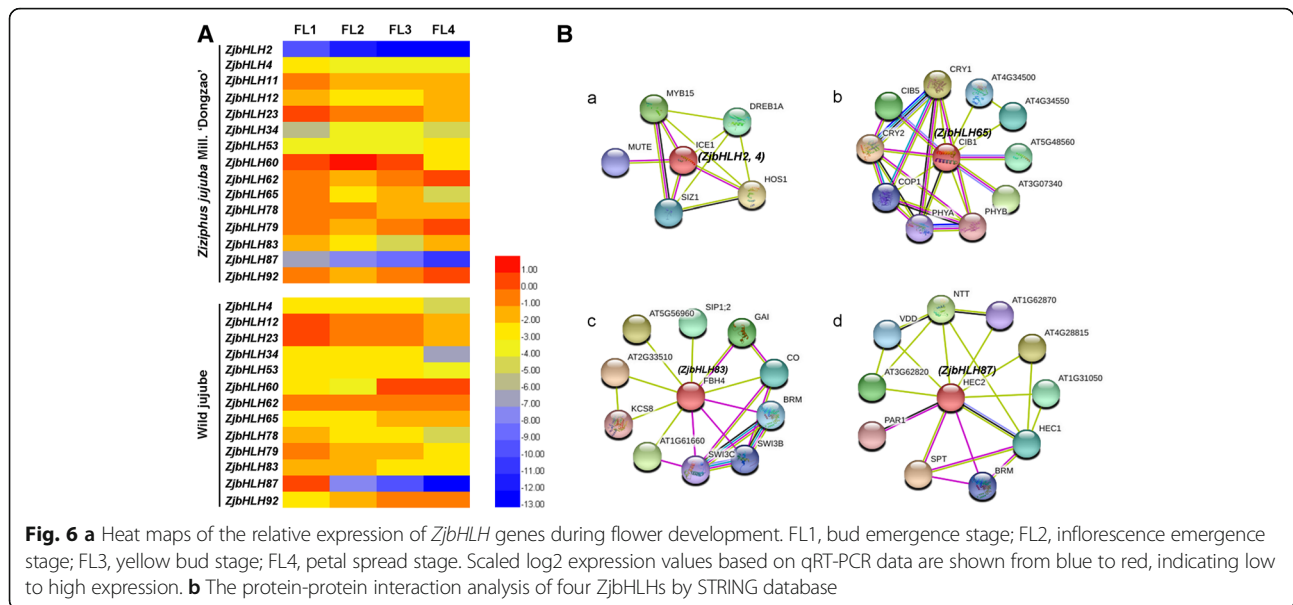 A
FL1 FL2 FL3 FL4
Ziziphus jujuba Mill. 'Dongzao'
ZjbHLH2
ZjbHLH4
ZjbHLH11
ZjbHLH12
ZjbHLH23
ZjbHLH34
ZjbHLH53
ZjbHLH60
ZjbHLH62
ZjbHLH65
ZjbHLH78
ZjbHLH79
ZjbHLH83
ZjbHLH87
ZjbHLH92
Wild jujube
ZjbHLH4
ZjbHLH12
ZjbHLH23
ZjbHLH34
ZjbHLH53
ZjbHLH60
ZjbHLH62
ZjbHLH65
ZjbHLH78
ZjbHLH79
ZjbHLH83
ZjbHLH87
ZjbHLH92
1.00
0.00
-1.00
-2.00
-3.00
-4.00
-5.00
-6.00
-7.00
-8.00
-9.00
-10.00
-11.00
-12.00
-13.00
B
a
MYB15
DREB1A
ICE1
(ZjbHLH2, 4)
MUTE
HOS1
SIZ1
b
CRY1
AT4G34500
CIB5
AT4G34550
(ZjbHLH65)
CRY2
CIB1
AT5G48560
COP1
AT3G07340
PHYA
PHYB
c
SIP1;2
AT5G56960
GAI
AT2G33510
(ZjbHLH83)
FBH4
CO
KCS8
BRM
AT1G61660
SWI3C
SWI3B
d
NTT
AT1G62870
VDD
AT4G28815
(ZjbHLH87)
AT3G62820
HEC2
AT1G31050
PAR1
HEC1
SPT
BRM
Fig. 6 a Heat maps of the relative expression of ZjbHLH genes during flower development. FL1, bud emergence stage; FL2, inflorescence emergence
stage; FL3, yellow bud stage; FL4, petal spread stage. Scaled log2 expression values based on qRT-PCR data are shown from blue to red, indicating low
to high expression. b The protein-protein interaction analysis of four ZjbHLHs by STRING database